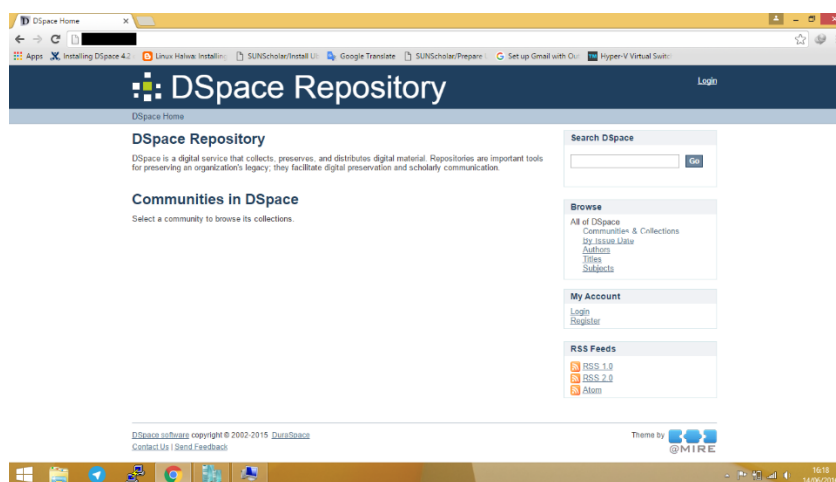 DSpace Home
Apps Installing DSpace 4.2 Linux Halwa: Installing SUNScholar/Install Ub Google Translate SUNScholar/Prepare Set up Gmail with Ou Hyper-V Virtual Switc
DSpace Repository
Login
DSpace Home
DSpace Repository
DSpace is a digital service that collects, preserves, and distributes digital material. Repositories are important tools
for preserving an organization's legacy; they facilitate digital preservation and scholarly communication.
Communities in DSpace
Select a community to browse its collections.
Search DSpace
Go
Browse
All of DSpace
Communities & Collections
By Issue Date
Authors
Titles
Subjects
My Account
Login
Register
RSS Feeds
RSS 1.0
RSS 2.0
Atom
DSpace software copyright © 2002-2015 DuraSpace
Contact Us | Send Feedback
Theme by
@MIRE
16:18